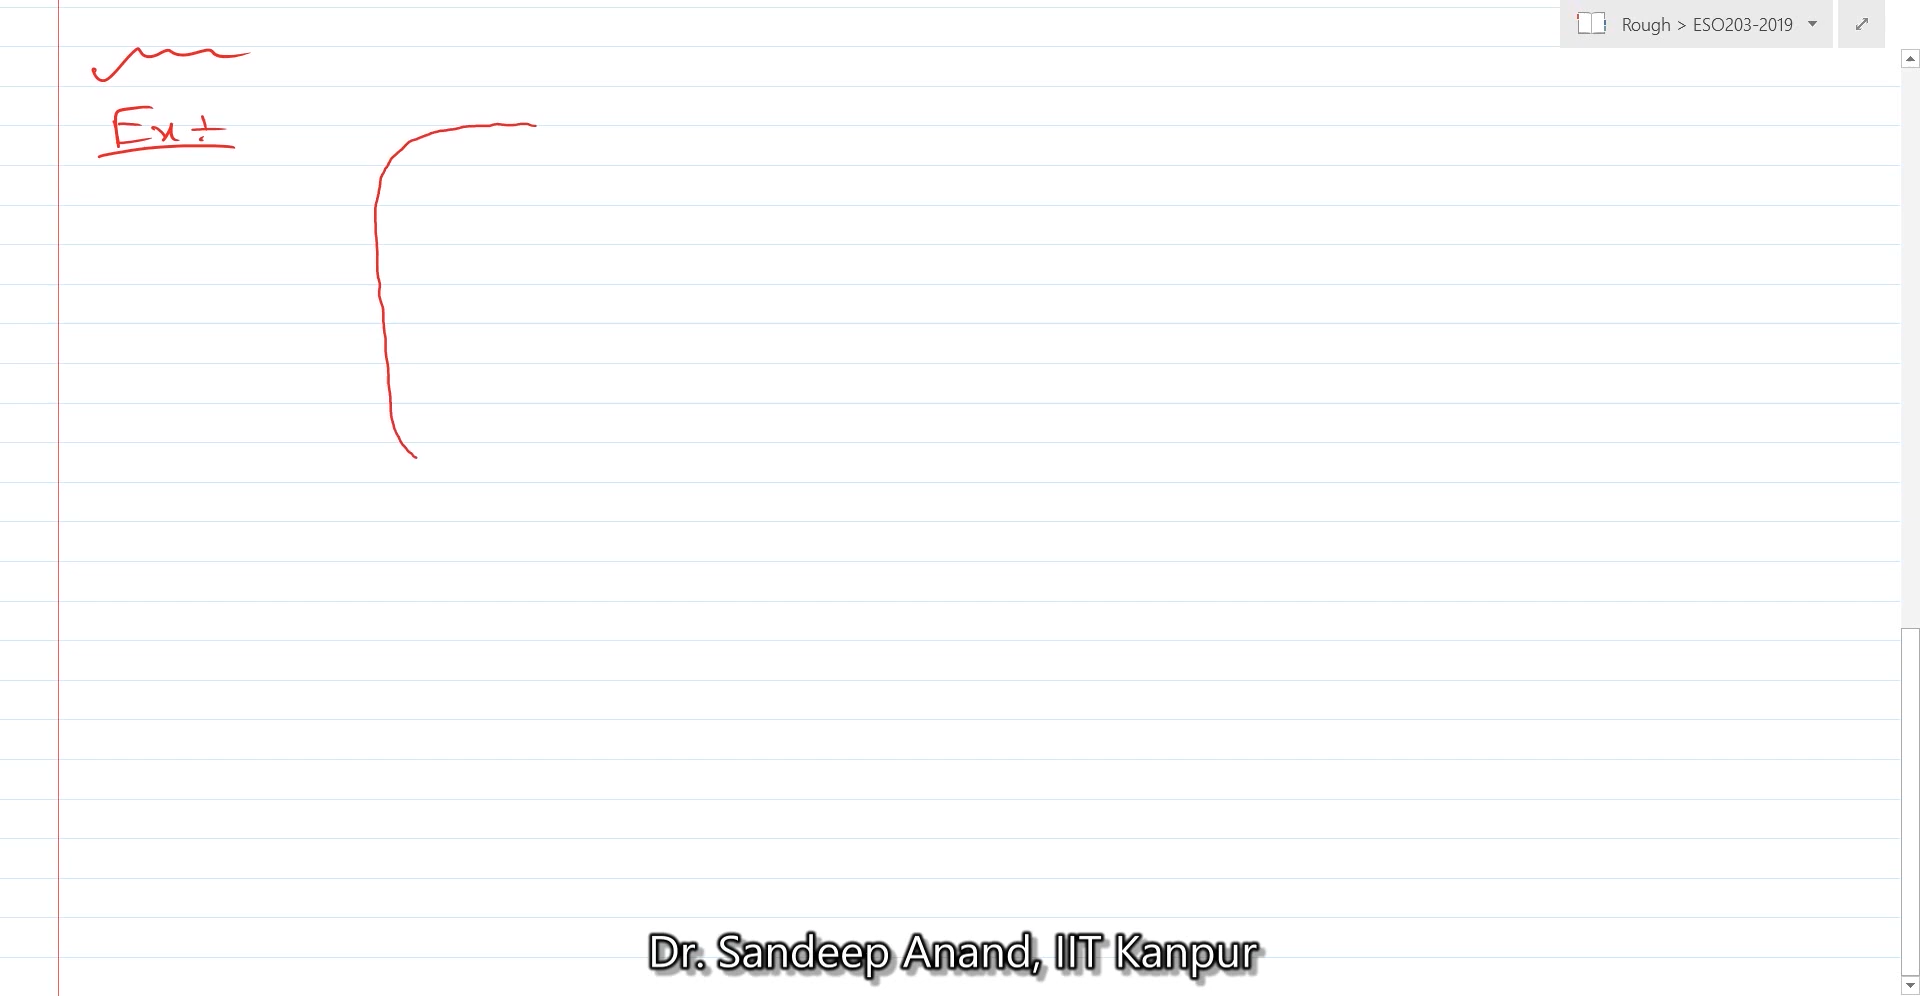 Rough > ESO203-2019
Ex :-
Dr. Sandeep Anand, IIT Kanpur